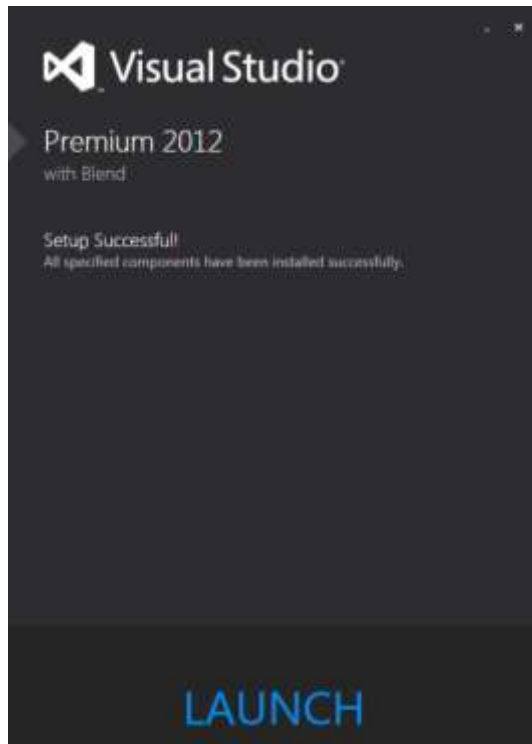 Visual Studio
Premium 2012
with Blend
Setup Successful!
All specified components have been installed successfully.
LAUNCH